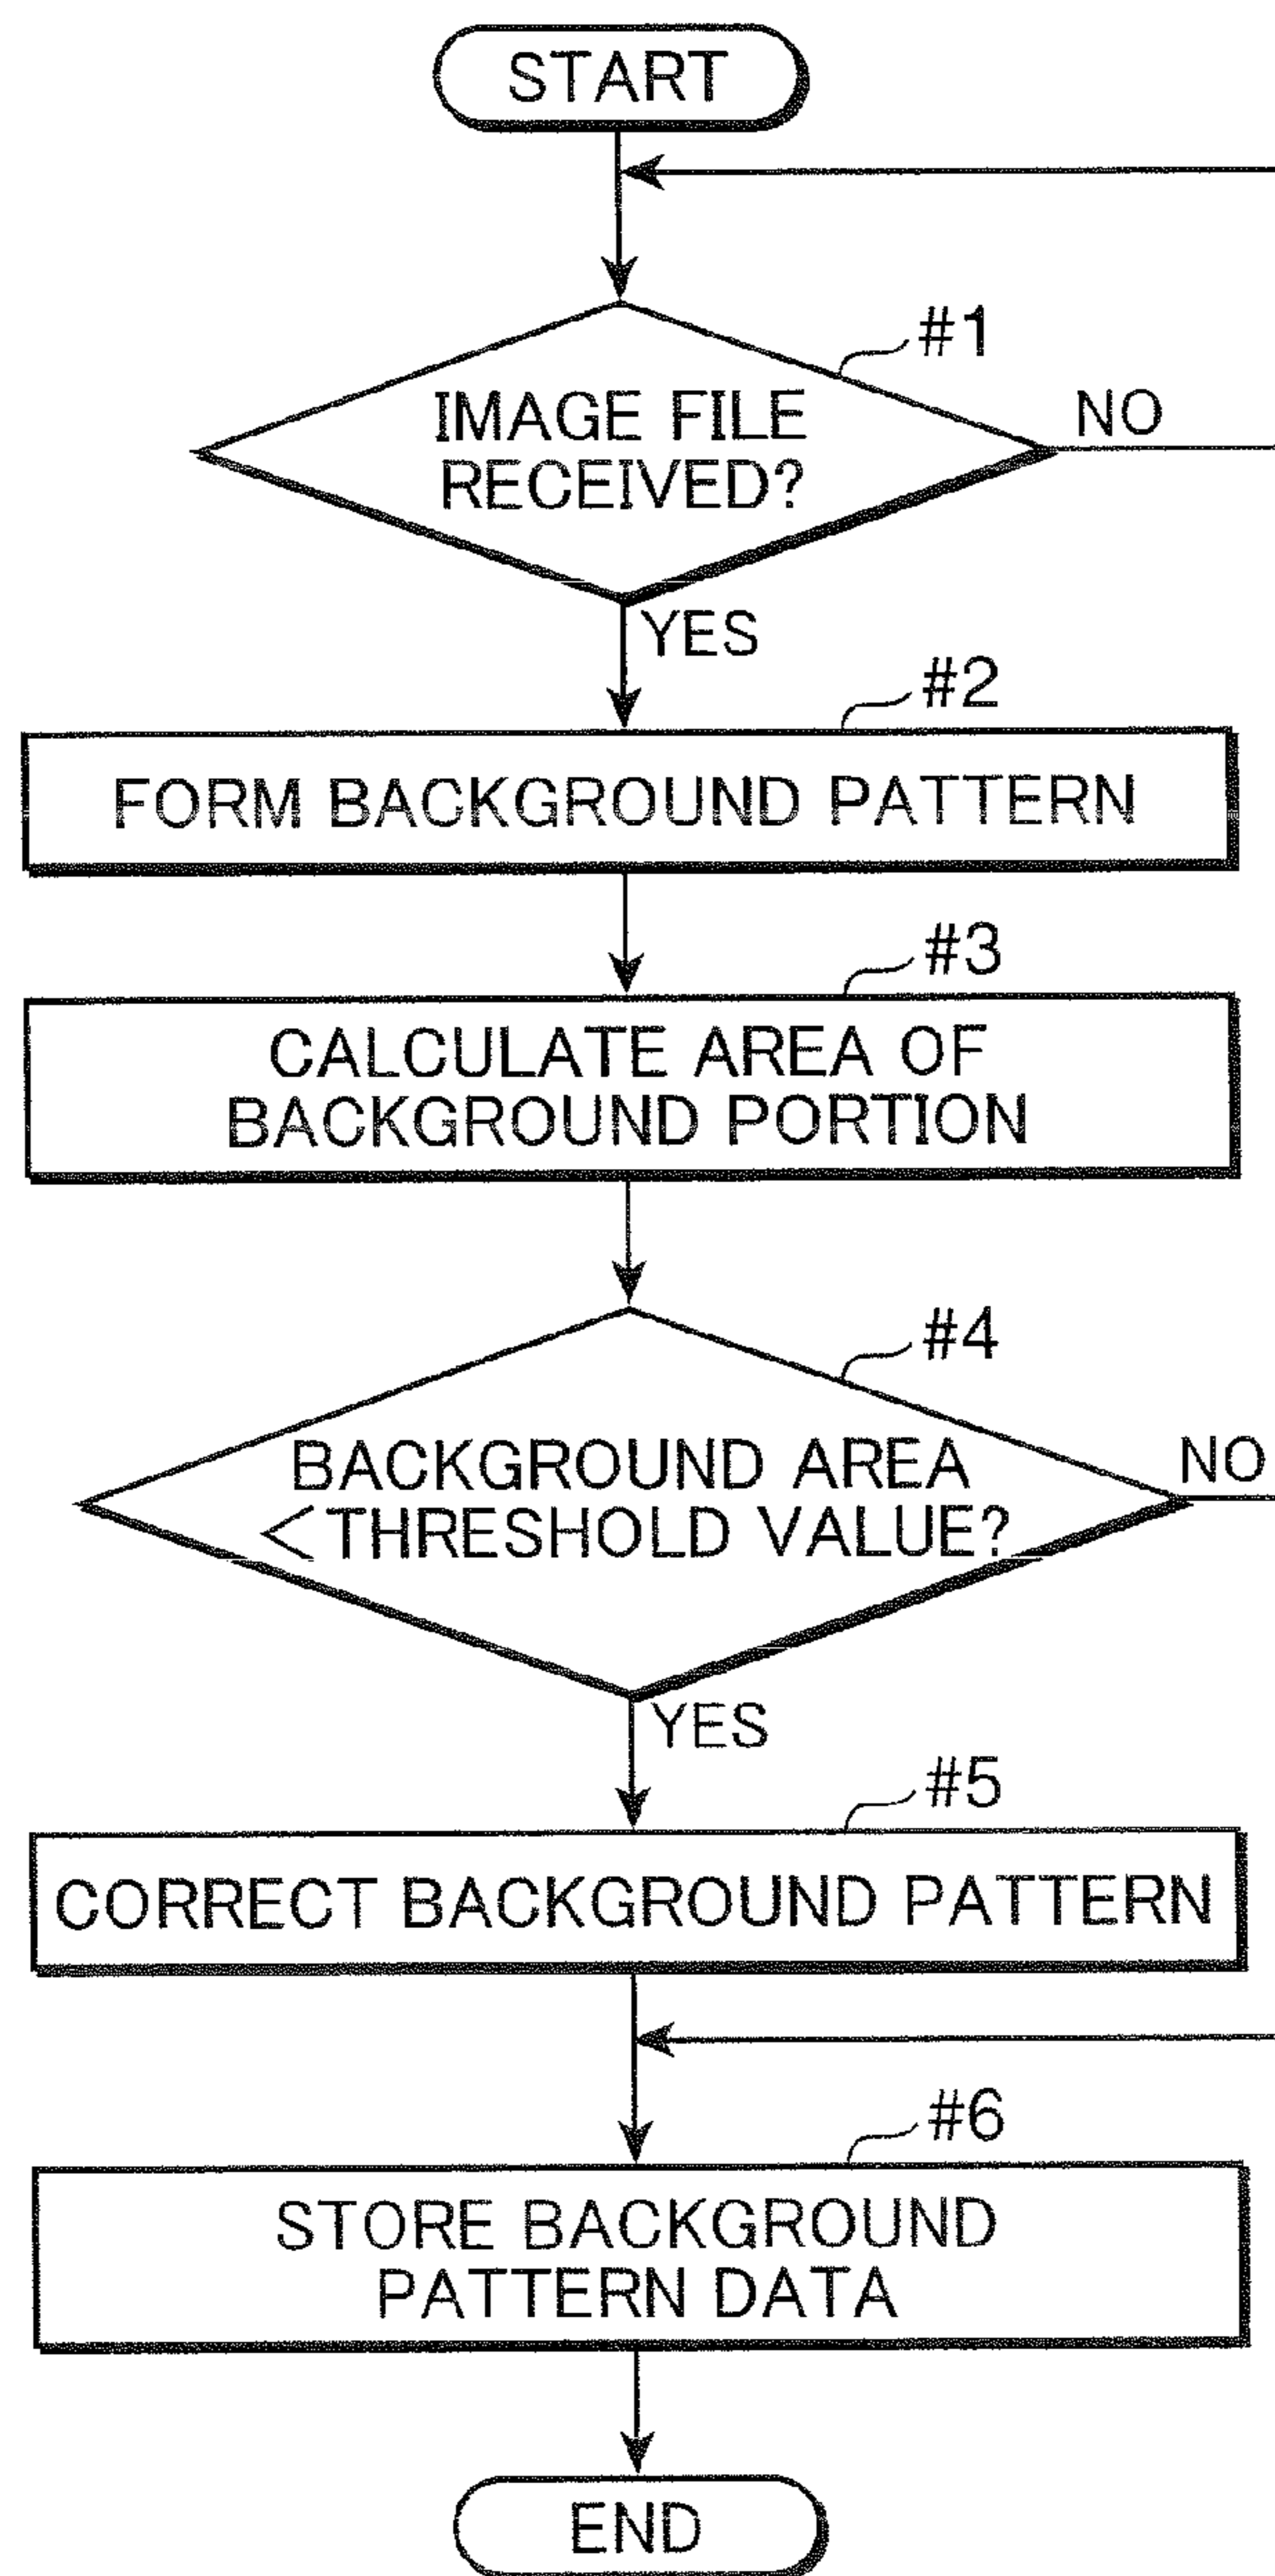 START
#1
IMAGE FILE
RECEIVED?
NO
YES
#2
FORM BACKGROUND PATTERN
#3
CALCULATE AREA OF
BACKGROUND PORTION
#4
BACKGROUND AREA
<THRESHOLD VALUE?
NO
YES
#5
CORRECT BACKGROUND PATTERN
#6
STORE BACKGROUND
PATTERN DATA
END